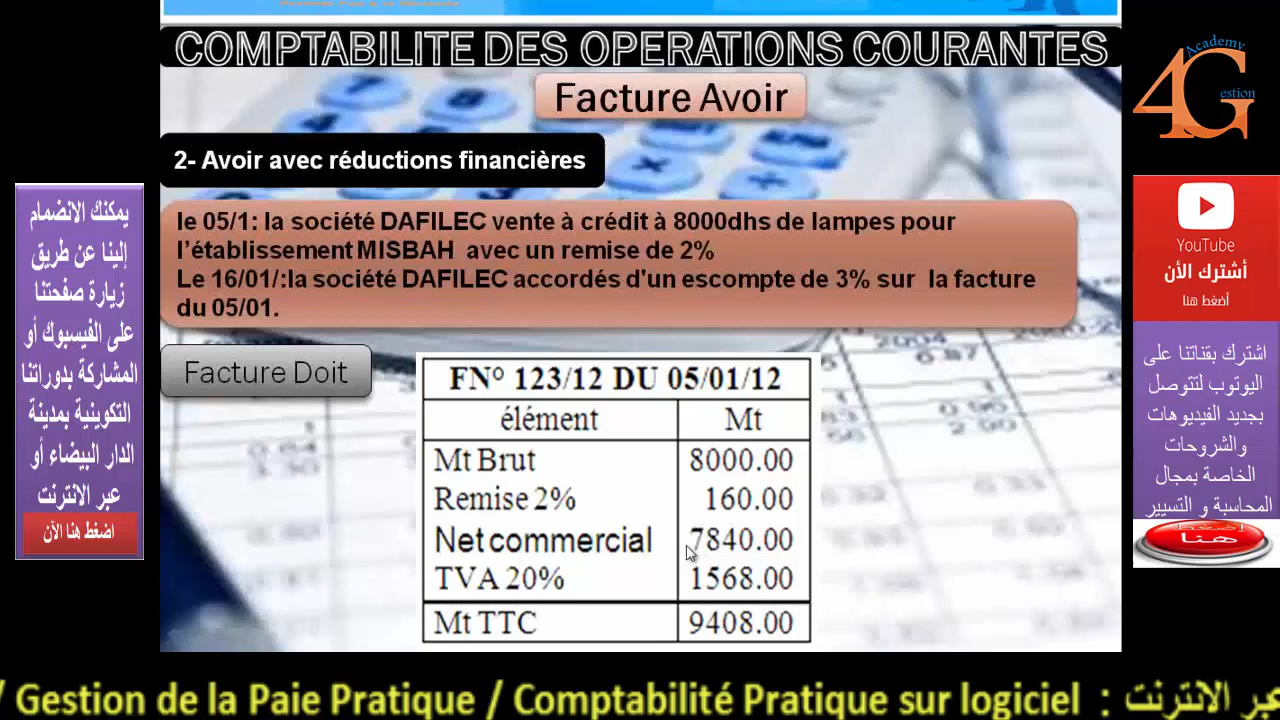 COMPTABILITE DES OPERATIONS COURANTES
Facture Avoir
2- Avoir avec réductions financières
le 05/1: la société DAFILEC vente à crédit à 8000dhs de lampes pour
l'établissement MISBAH avec un remise de 2%
Le 16/01/:la société DAFILEC accordés d'un escompte de 3% sur la facture
du 05/01.
Facture Doit
FN° 123/12 DU 05/01/12
élément Mt
Mt Brut 8000.00
Remise 2% 160.00
Net commercial 7840.00
TVA 20% 1568.00
Mt TTC 9408.00
يمكنك الانضمام
إلينا عن طريق
زيارة صفحتنا
على الفيسبوك أو
المشاركة بدوراتنا
التكوينية بمدينة
الدار البيضاء أو
عبر الانترنت
اضغط هنا الأن
4G
Academy
estion
YouTube
أشترك الأن
أضغط هنا
اشترك بقناتنا على
اليوتوب لتتوصل
بجديد الفيديوهات
والشروحات
الخاصة بمجال
المحاسبة و التسيير
هنا
/ Gestion de la Paie Pratique / Comptabilité Pratique sur logiciel : عبر الانترنت